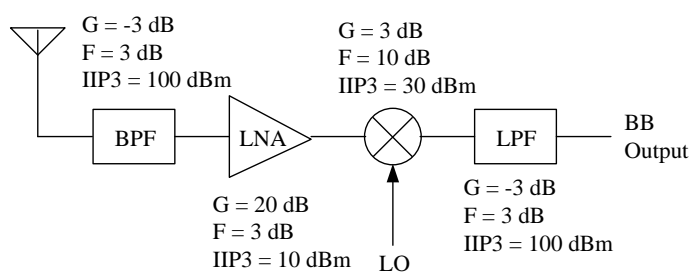 G = -3 dB
F = 3 dB
IIP3 = 100 dBm
G = 3 dB
F = 10 dB
IIP3 = 30 dBm
BPF
LNA
LPF
BB
Output
G = 20 dB
F = 3 dB
IIP3 = 10 dBm
LO
G = -3 dB
F = 3 dB
IIP3 = 100 dBm